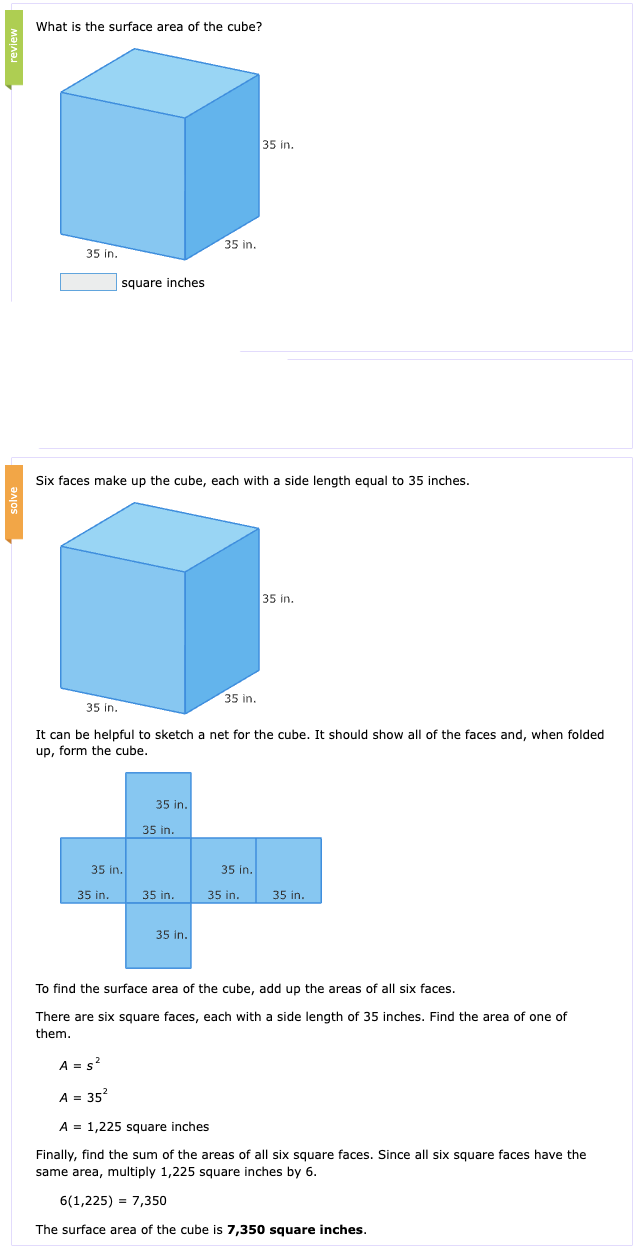 review
What is the surface area of the cube?
35 in.
35 in.
35 in.
square inches
solve
Six faces make up the cube, each with a side length equal to 35 inches.
35 in.
35 in.
35 in.
It can be helpful to sketch a net for the cube. It should show all of the faces and, when folded
up, form the cube.
35 in.
35 in.
35 in. 35 in.
35 in. 35 in. 35 in. 35 in.
35 in.
To find the surface area of the cube, add up the areas of all six faces.
There are six square faces, each with a side length of 35 inches. Find the area of one of
them.
A = s²
A = 35²
A = 1,225 square inches
Finally, find the sum of the areas of all six square faces. Since all six square faces have the
same area, multiply 1,225 square inches by 6.
6(1,225) = 7,350
The surface area of the cube is 7,350 square inches.